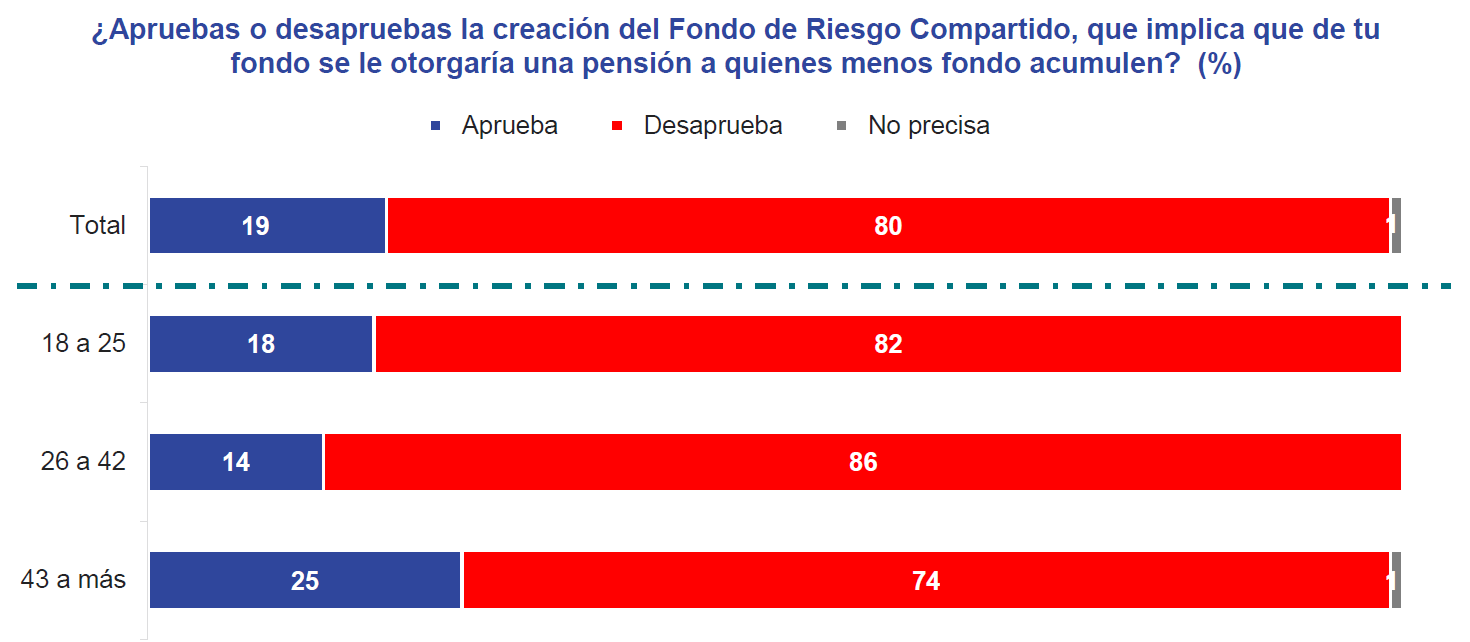 ¿Apruebas o desapruebas la creación del Fondo de Riesgo Compartido, que implica que de tu
fondo se le otorgaría una pensión a quienes menos fondo acumulen? (%)
Aprueba Desaprueba No precisa
Total 19 80 1
18 a 25 18 82
26 a 42 14 86
43 a más 25 74 1